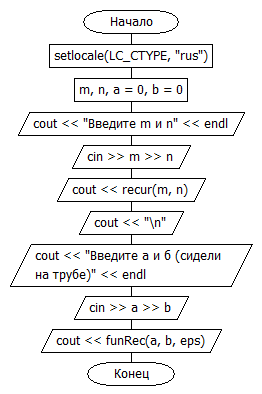 Начало
setlocale(LC_CTYPE, "rus")
m, n, a = 0, b = 0
cout << "Введите m и n" << endl
cin >> m >> n
cout << recur(m, n)
cout << "\n"
cout << "Введите а и б (сидели
на трубе)" << endl
cin >> a >> b
cout << funRec(a, b, eps)
Конец